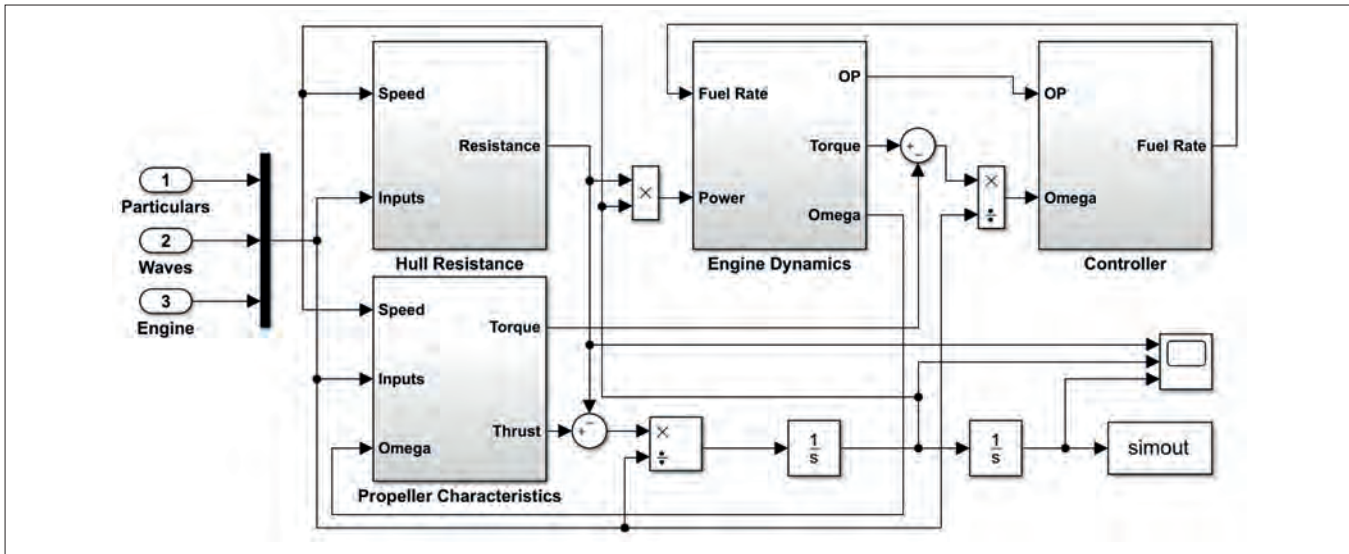 1
Particulars
2
Waves
3
Engine
Speed
Resistance
Inputs
Hull Resistance
Speed
Torque
Inputs
Thrust
Omega
Propeller Characteristics
×
Fuel Rate
OP
Torque
Power
Omega
Engine Dynamics
+
−
×
÷
OP
Fuel Rate
Omega
Controller
+
−
×
÷
1
s
1
s
simout